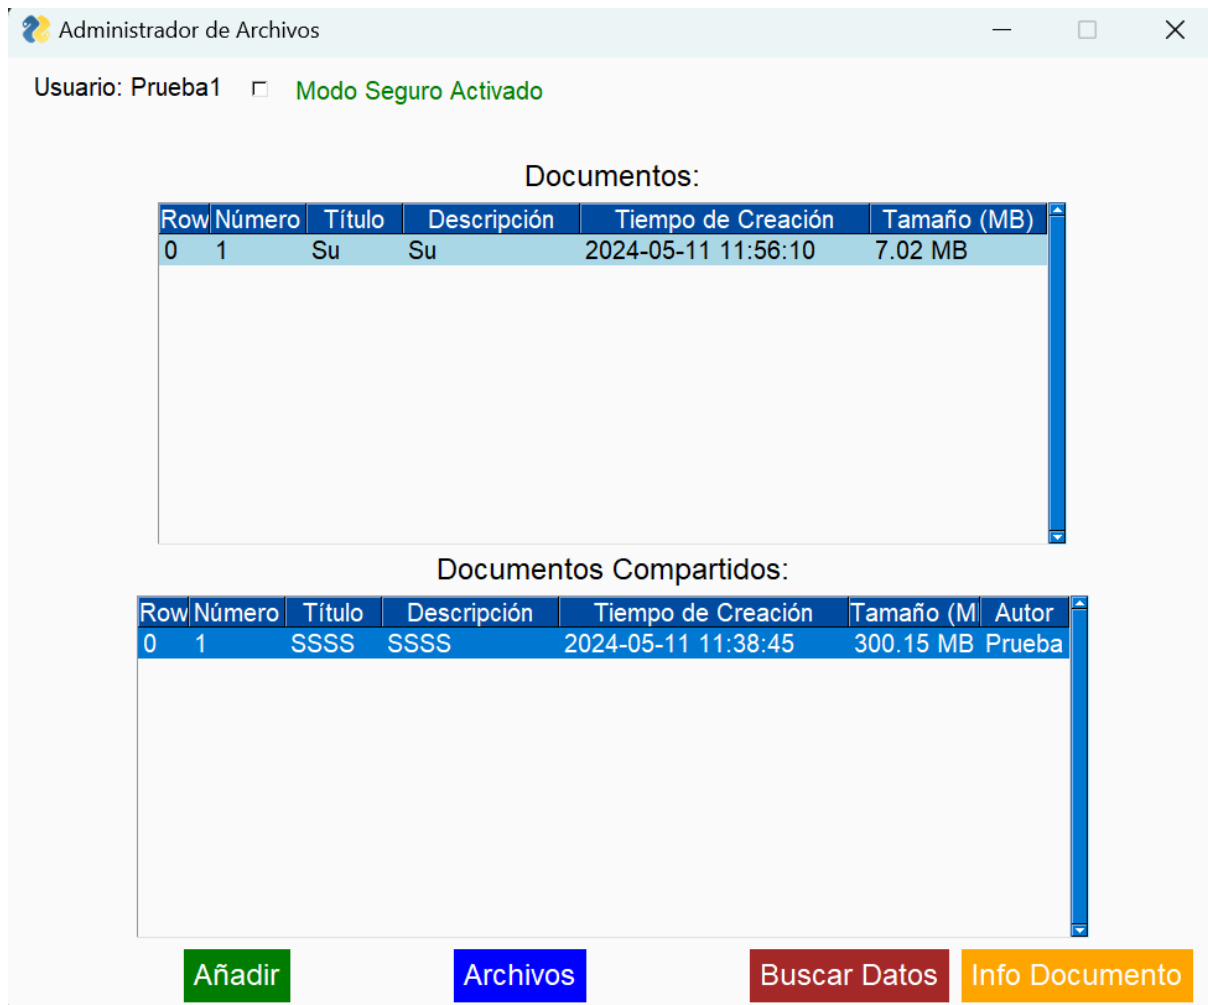 Administrador de Archivos
Usuario: Prueba1 Modo Seguro Activado
Documentos:
Row Número Título Descripción Tiempo de Creación Tamaño (MB)
0 1 Su Su 2024-05-11 11:56:10 7.02 MB
Documentos Compartidos:
Row Número Título Descripción Tiempo de Creación Tamaño (M Autor
0 1 SSSS SSSS 2024-05-11 11:38:45 300.15 MB Prueba
Añadir Archivos Buscar Datos Info Documento